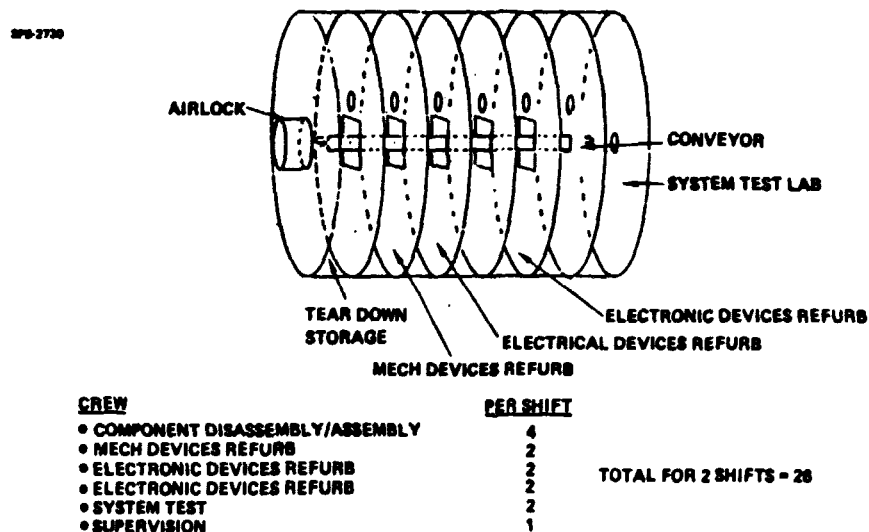 SPS-2730
AIRLOCK
CONVEYOR
SYSTEM TEST LAB
TEAR DOWN
STORAGE
ELECTRONIC DEVICES REFURB
ELECTRICAL DEVICES REFURB
MECH DEVICES REFURB
CREW PER SHIFT
• COMPONENT DISASSEMBLY/ASSEMBLY 4
• MECH DEVICES REFURB 2
• ELECTRONIC DEVICES REFURB 2
• ELECTRONIC DEVICES REFURB 2
TOTAL FOR 2 SHIFTS = 26
• SYSTEM TEST 2
• SUPERVISION 1